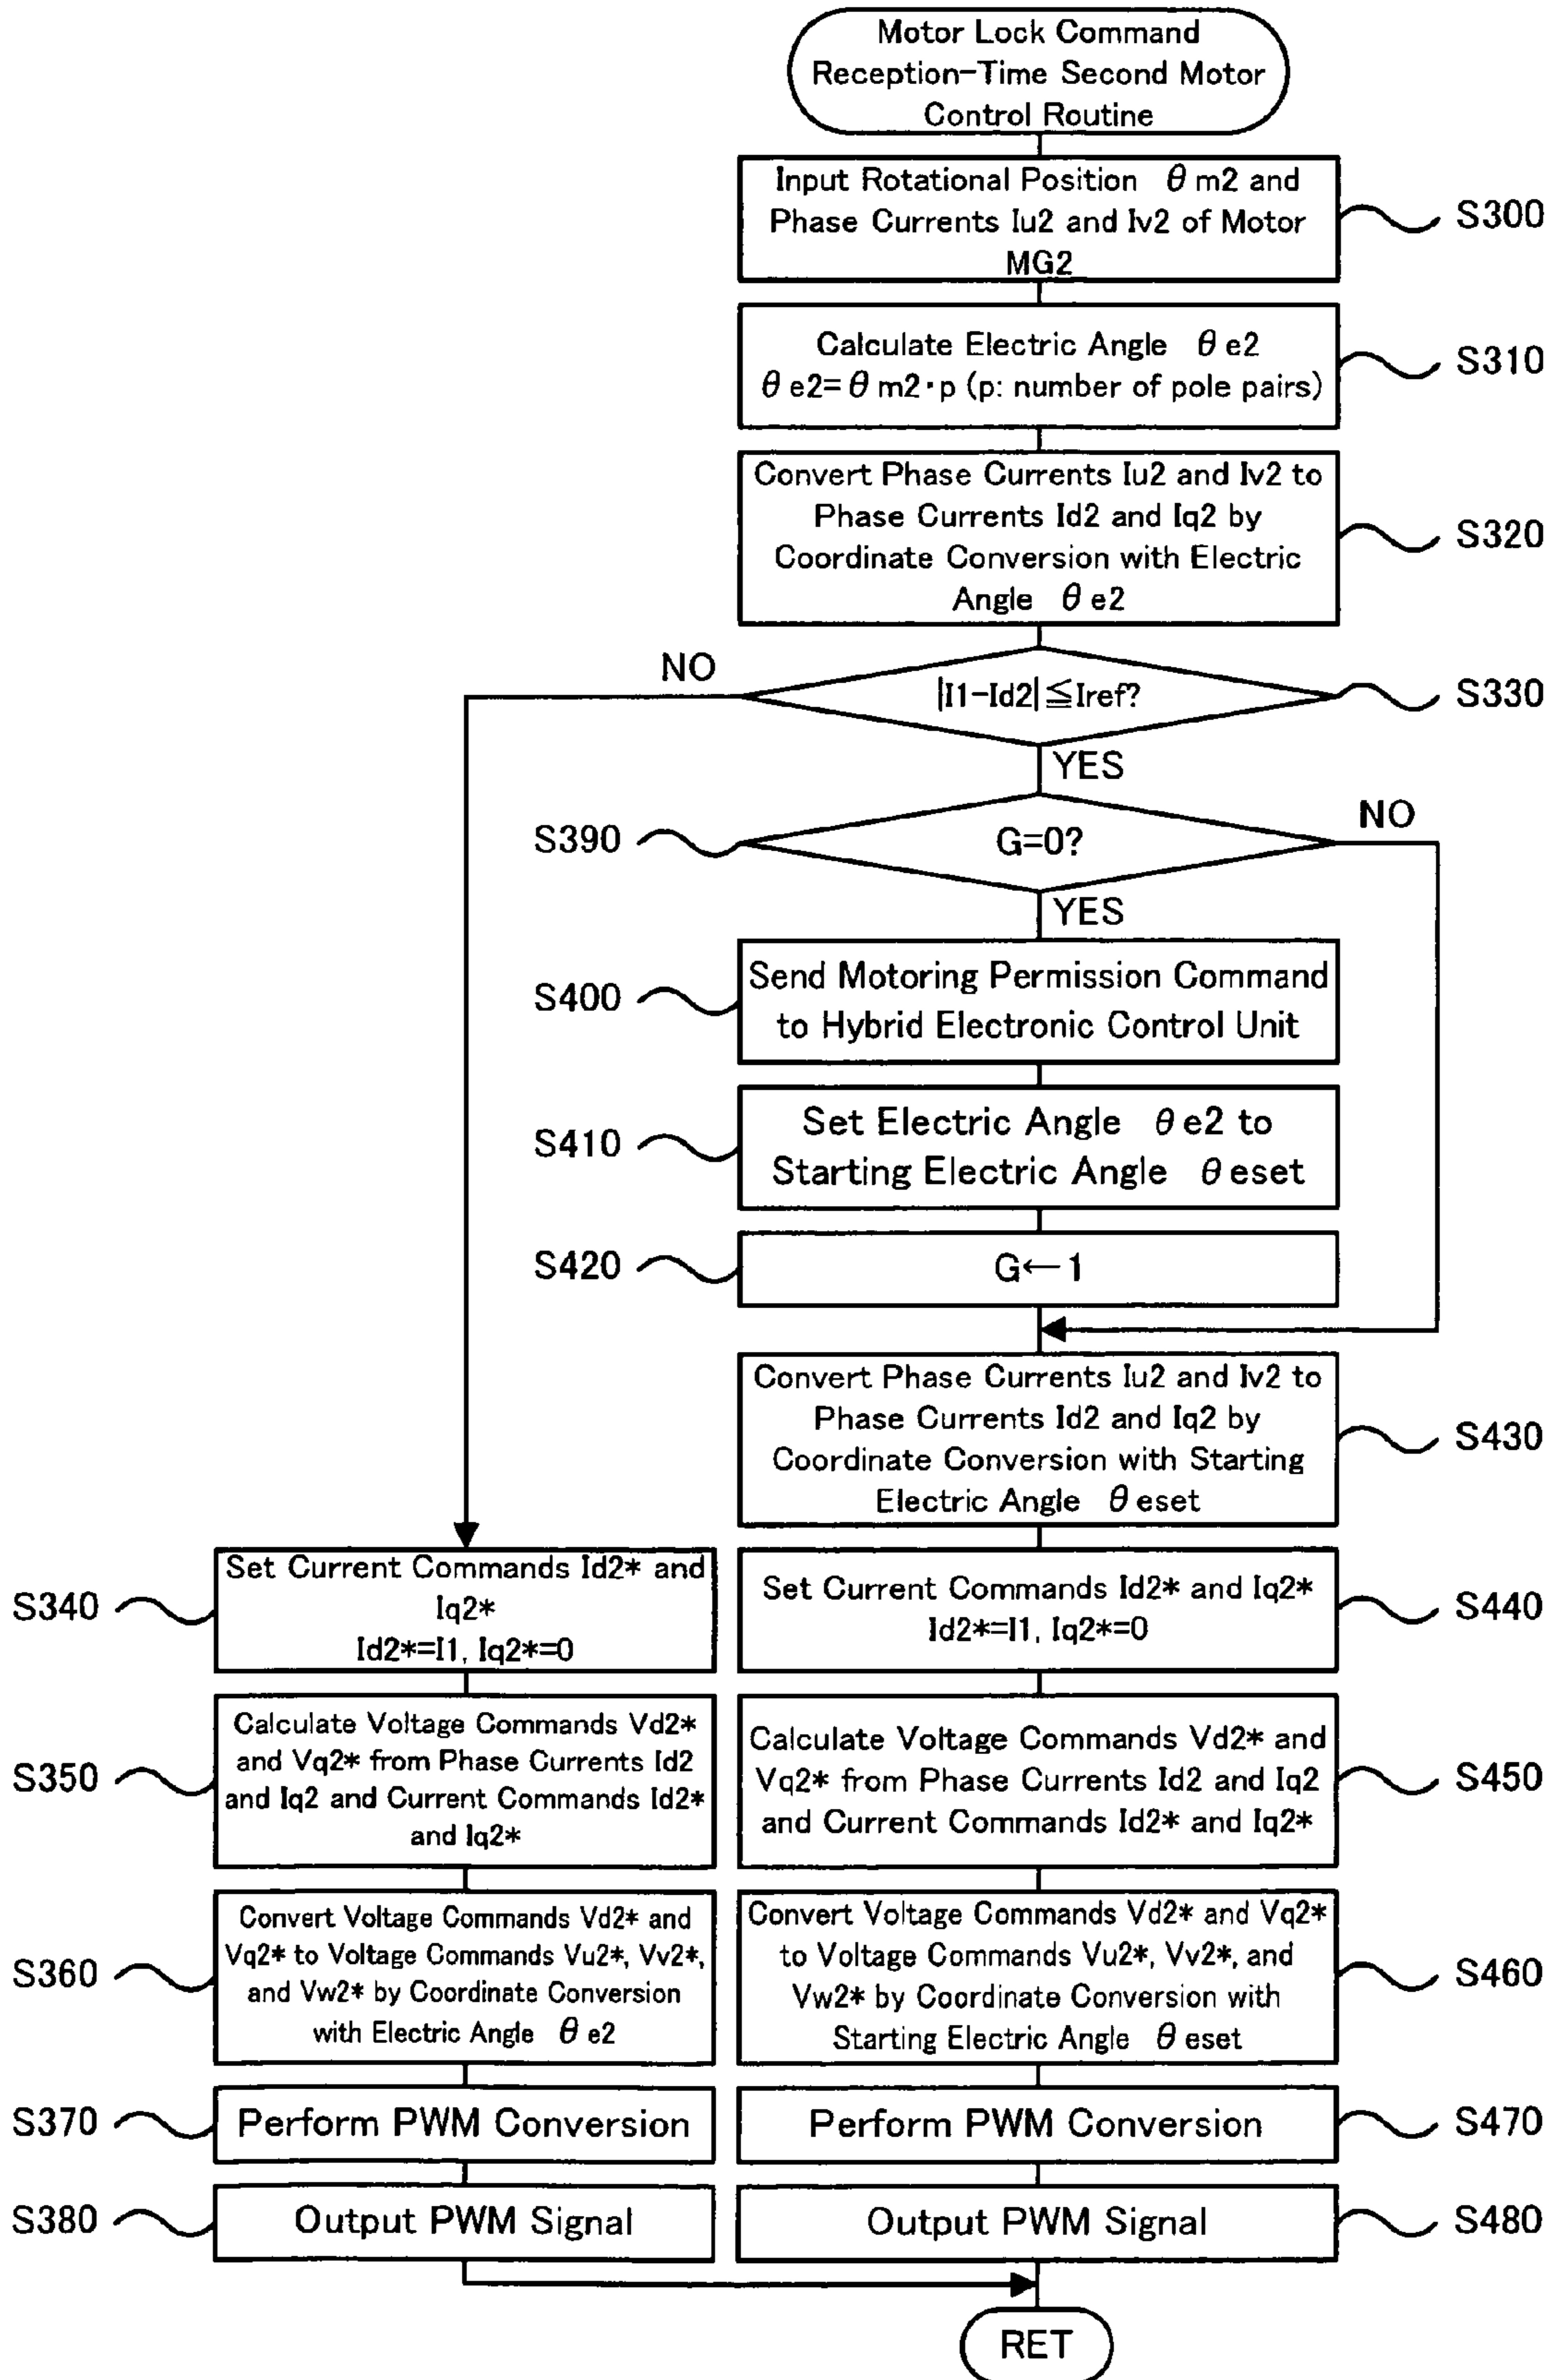 Motor Lock Command
Reception-Time Second Motor
Control Routine
Input Rotational Position θm2 and
Phase Currents Iu2 and Iv2 of Motor
MG2
S300
Calculate Electric Angle θe2
θe2=θm2·p (p: number of pole pairs)
S310
Convert Phase Currents Iu2 and Iv2 to
Phase Currents Id2 and Iq2 by
Coordinate Conversion with Electric
Angle θe2
S320
NO
|I1-Id2|≦Iref?
S330
YES
S390
G=0?
NO
YES
S400
Send Motoring Permission Command
to Hybrid Electronic Control Unit
S410
Set Electric Angle θe2 to
Starting Electric Angle θeset
S420
G←1
Convert Phase Currents Iu2 and Iv2 to
Phase Currents Id2 and Iq2 by
Coordinate Conversion with Starting
Electric Angle θeset
S430
S340
Set Current Commands Id2* and
Iq2*
Id2*=I1, Iq2*=0
Set Current Commands Id2* and Iq2*
Id2*=I1, Iq2*=0
S440
S350
Calculate Voltage Commands Vd2*
and Vq2* from Phase Currents Id2
and Iq2 and Current Commands Id2*
and Iq2*
Calculate Voltage Commands Vd2* and
Vq2* from Phase Currents Id2 and Iq2
and Current Commands Id2* and Iq2*
S450
S360
Convert Voltage Commands Vd2* and
Vq2* to Voltage Commands Vu2*, Vv2*,
and Vw2* by Coordinate Conversion
with Electric Angle θe2
Convert Voltage Commands Vd2* and Vq2*
to Voltage Commands Vu2*, Vv2*, and
Vw2* by Coordinate Conversion with
Starting Electric Angle θeset
S460
S370
Perform PWM Conversion
Perform PWM Conversion
S470
S380
Output PWM Signal
Output PWM Signal
S480
RET